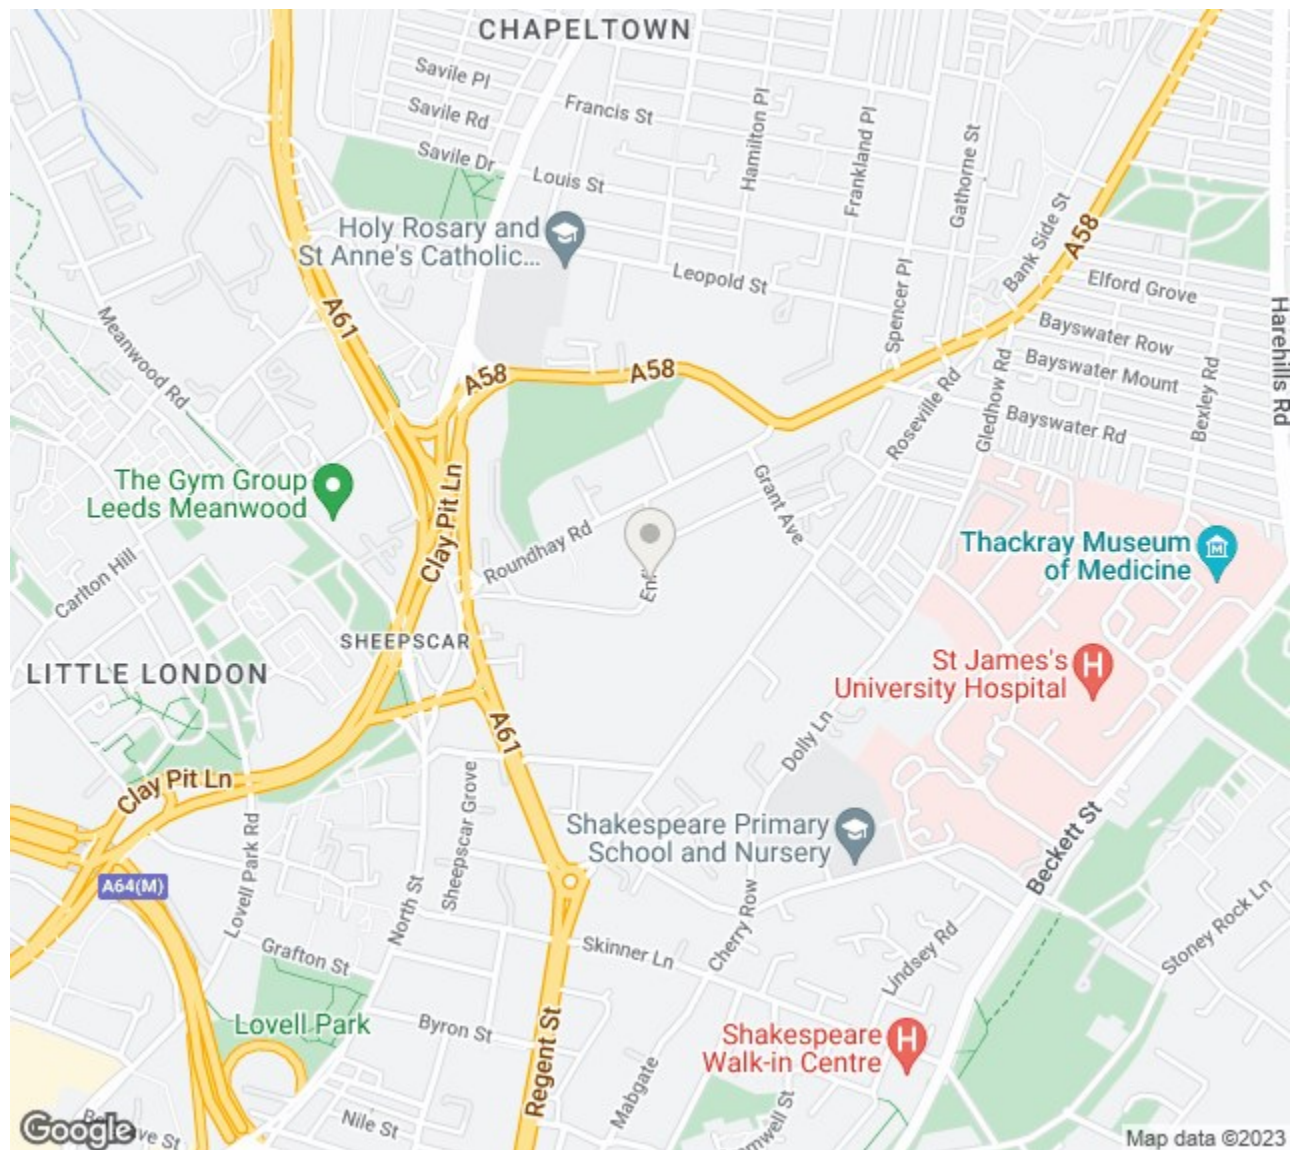 CHAPELTOWN
Savile Pl
Savile Rd
Savile Dr
Francis St
Hamilton Pl
Frankland Pl
Gathorne St
Louis St
Holy Rosary and
St Anne's Catholic...
Leopold St
Spencer Pl
Bank Side St
A58
Elford Grove
Bayswater Row
Bayswater Mount
Bayswater Rd
Bexley Rd
Harehills Rd
A61
Meanwood Rd
A58
A58
Roseville Rd
Gledhow Rd
The Gym Group
Leeds Meanwood
Clay Pit Ln
Grant Ave
Roundhay Rd
Thackray Museum
of Medicine
Carlton Hill
SHEEPSCAR
LITTLE LONDON
St James's
University Hospital
A61
Dolly Ln
Clay Pit Ln
Sheepscar Grove
Shakespeare Primary
School and Nursery
Beckett St
A64(M)
Lovell Park Rd
North St
Cherry Row
Grafton St
Skinner Ln
Lindsey Rd
Stoney Rock Ln
Lovell Park
Byron St
Regent St
Mabgate
Shakespeare
Walk-in Centre
Nile St
Google
Map data ©2023